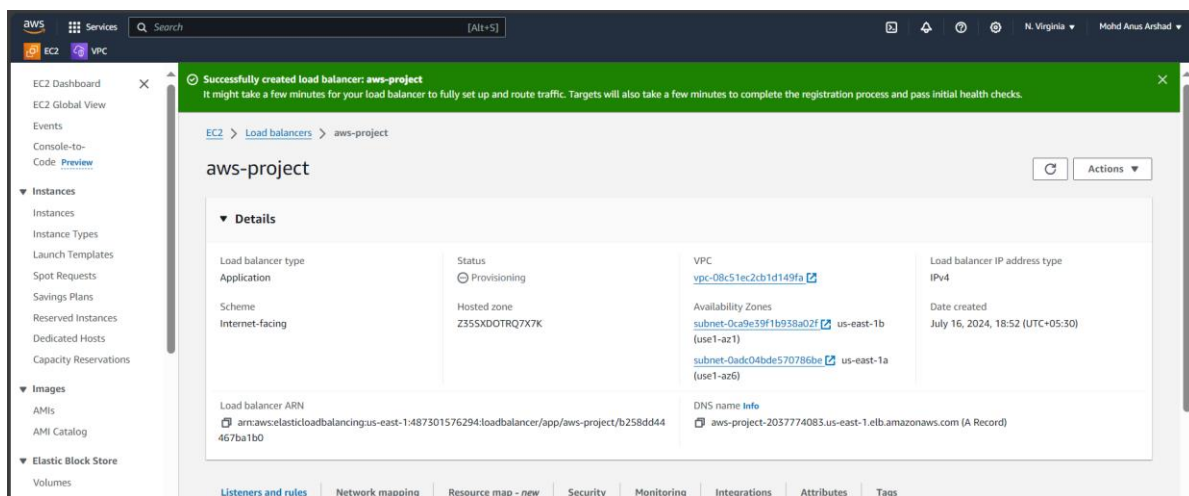 aws
Services
Search
[Alt+S]
N. Virginia
Mohd Anus Arshad
EC2
VPC
EC2 Dashboard
EC2 Global View
Events
Console-to-
Code Preview
Instances
Instances
Instance Types
Launch Templates
Spot Requests
Savings Plans
Reserved Instances
Dedicated Hosts
Capacity Reservations
Images
AMIs
AMI Catalog
Elastic Block Store
Volumes
Successfully created load balancer: aws-project
It might take a few minutes for your load balancer to fully set up and route traffic. Targets will also take a few minutes to complete the registration process and pass initial health checks.
EC2 > Load balancers > aws-project
aws-project
Actions
Details
Load balancer type
Application
Status
Provisioning
VPC
vpc-08c51ec2cb1d149fa
Load balancer IP address type
IPv4
Scheme
Internet-facing
Hosted zone
Z35SXDOTRQ7X7K
Availability Zones
subnet-0ca9e39f1b938a02f us-east-1b
(use1-az1)
subnet-0adc04bde570786be us-east-1a
(use1-az6)
Date created
July 16, 2024, 18:52 (UTC+05:30)
Load balancer ARN
arn:aws:elasticloadbalancing:us-east-1:487301576294:loadbalancer/app/aws-project/b258dd44
467ba1b0
DNS name Info
aws-project-2037774083.us-east-1.elb.amazonaws.com (A Record)
Listeners and rules
Network mapping
Resource map - new
Security
Monitoring
Integrations
Attributes
Tags